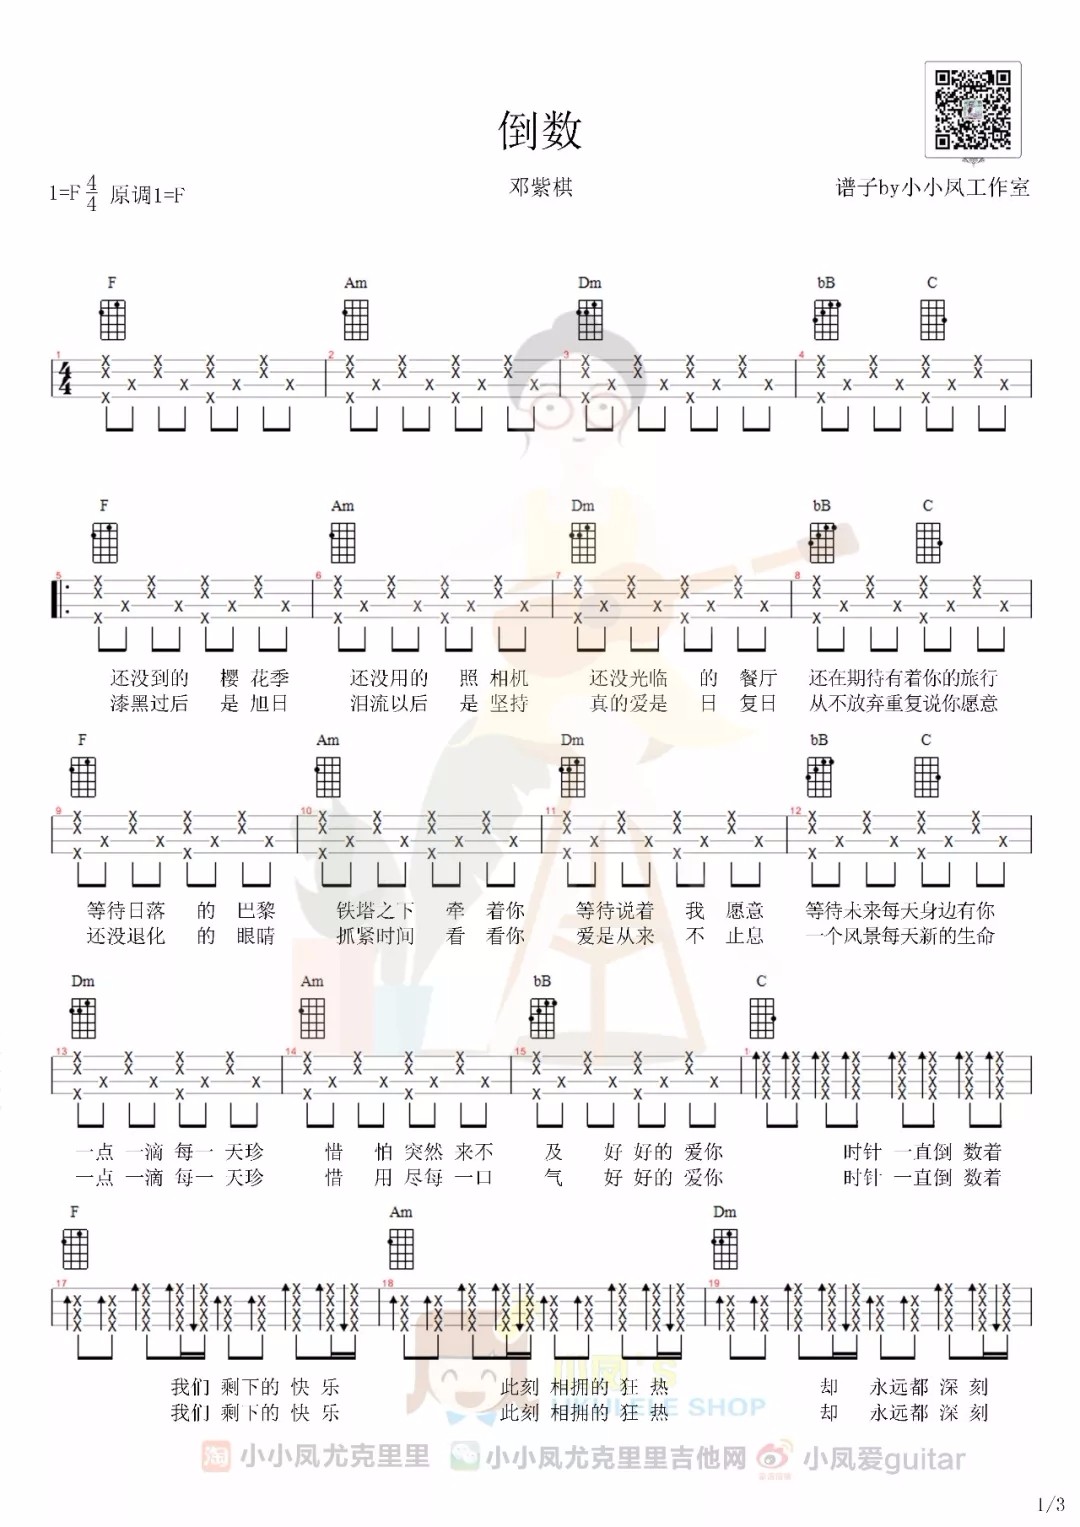 倒数
1=F 4/4 原调1=F
邓紫棋
谱子by小小凤工作室
F Am Dm bB C
1 2 3 4
4/4
F Am Dm bB C
5 6 7 8
还没到的 樱 花季 还没用的 照 相机 还没光临 的 餐厅 还在期待有着你的旅行
漆黑过后 是 旭日 泪流以后 是 坚持 真的爱是 日 复日 从不放弃重复说你愿意
F Am Dm bB C
9 10 11 12
等待日落 的 巴黎 铁塔之下 牵 着你 等待说着 我 愿意 等待未来每天身边有你
还没退化 的 眼睛 抓紧时间 看 看你 爱是从来 不 止息 一个风景每天新的生命
Dm Am bB C
13 14 15 1
一点 一滴 每一 天珍 惜 怕 突然 来不 及 好 好的 爱你 时针 一直倒 数着
一点 一滴 每一 天珍 惜 用 尽每 一口 气 好 好的 爱你 时针 一直倒 数着
F Am Dm
17 18 19
我们 剩下的 快 乐 此刻 相拥的 狂 热 却 永远都 深 刻
我们 剩下的 快 乐 此刻 相拥的 狂 热 却 永远都 深 刻
小凤's
UKULELE SHOP
淘 小小凤尤克里里 小小凤尤克里里吉他网 小凤爱guitar
1/3